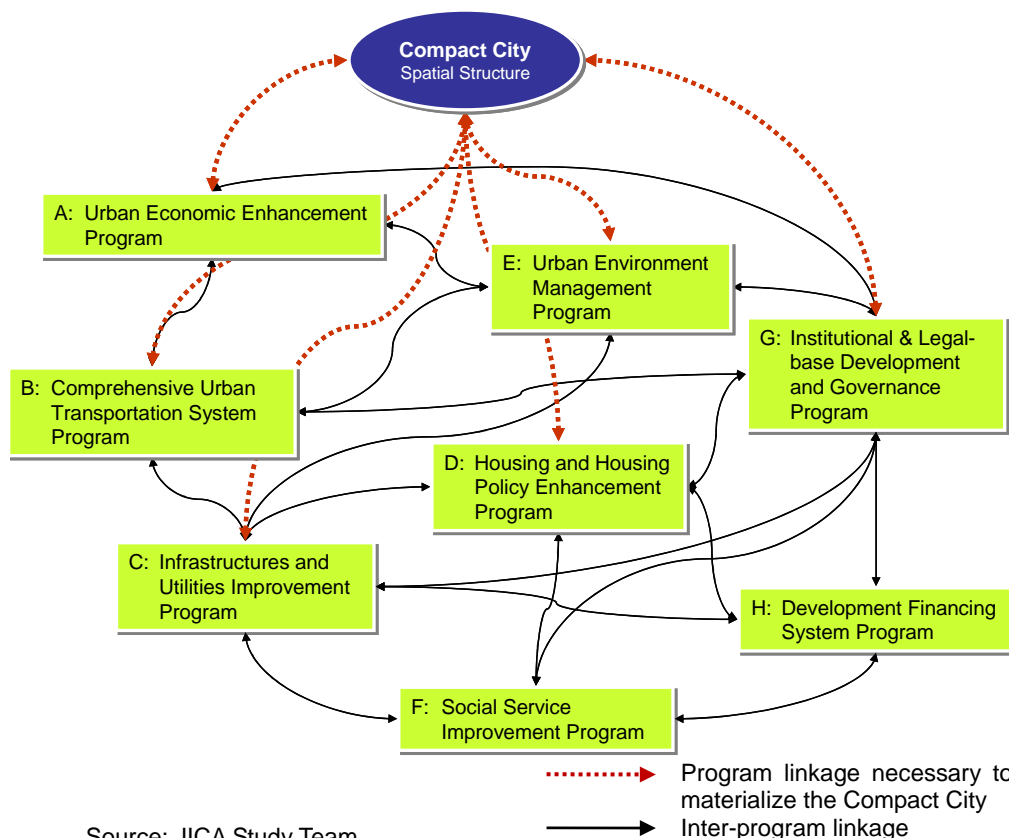 Compact City
Spatial Structure
A: Urban Economic Enhancement
Program
E: Urban Environment
Management
Program
G: Institutional & Legal-
base Development
and Governance
Program
B: Comprehensive Urban
Transportation System
Program
D: Housing and Housing
Policy Enhancement
Program
C: Infrastructures and
Utilities Improvement
Program
H: Development Financing
System Program
F: Social Service
Improvement Program
Program linkage necessary to
materialize the Compact City
Inter-program linkage
Source: JICA Study Team